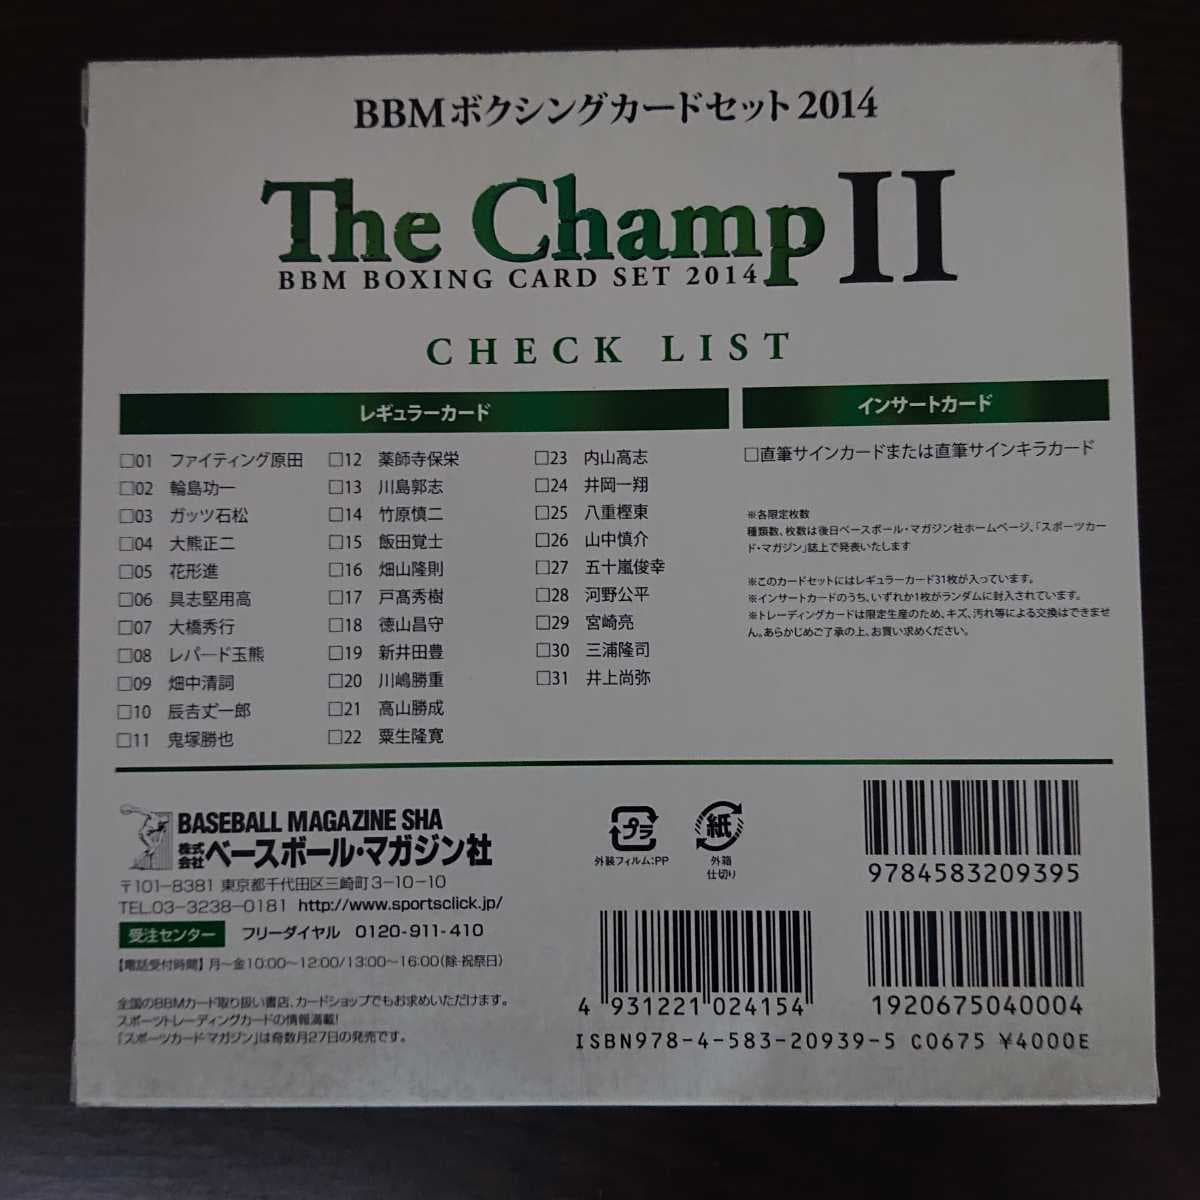 BBMボクシングカードセット2014
The Champ II
BBM BOXING CARD SET 2014
CHECK LIST
レギュラーカード
□01 ファイティング原田
□02 輪島功一
□03 ガッツ石松
□04 大熊正二
□05 花形進
□06 具志堅用高
□07 大橋秀行
□08 レパード玉熊
□09 畑中清詞
□10 辰吉丈一郎
□11 鬼塚勝也
□12 薬師寺保栄
□13 川島郭志
□14 竹原慎二
□15 飯田覚士
□16 畑山隆則
□17 戸髙秀樹
□18 徳山昌守
□19 新井田豊
□20 川嶋勝重
□21 高山勝成
□22 粟生隆寛
□23 内山高志
□24 井岡一翔
□25 八重樫東
□26 山中慎介
□27 五十嵐俊幸
□28 河野公平
□29 宮崎亮
□30 三浦隆司
□31 井上尚弥
インサートカード
□直筆サインカードまたは直筆サインキラカード
※各限定枚数
種類数、枚数は後日ベースボール・マガジン社ホームページ、「スポーツカー
ド・マガジン」誌上で発表いたします
※このカードセットにはレギュラーカード31枚が入っています。
※インサートカードのうち、いずれか1枚がランダムに封入されています。
※トレーディングカードは限定生産のため、キズ、汚れ等による交換はできませ
ん。あらかじめご了承の上、お買い求めください。
BASEBALL MAGAZINE SHA
株式会社 ベースボール・マガジン社
〒101-8381 東京都千代田区三崎町3-10-10
TEL.03-3238-0181 http://www.sportsclick.jp/
受注センター フリーダイヤル 0120-911-410
【電話受付時間】月〜金10:00〜12:00/13:00〜16:00(除・祝祭日)
全国のBBMカード取り扱い書店、カードショップでもお求めいただけます。
スポーツトレーディングカードの情報満載!
「スポーツカード・マガジン」は奇数月27日の発売です。
プラ
外装フィルム:PP
紙
外箱
仕切り
9784583209395
4 931221 024154
1920675040004
ISBN978-4-583-20939-5 C0675 ¥4000E